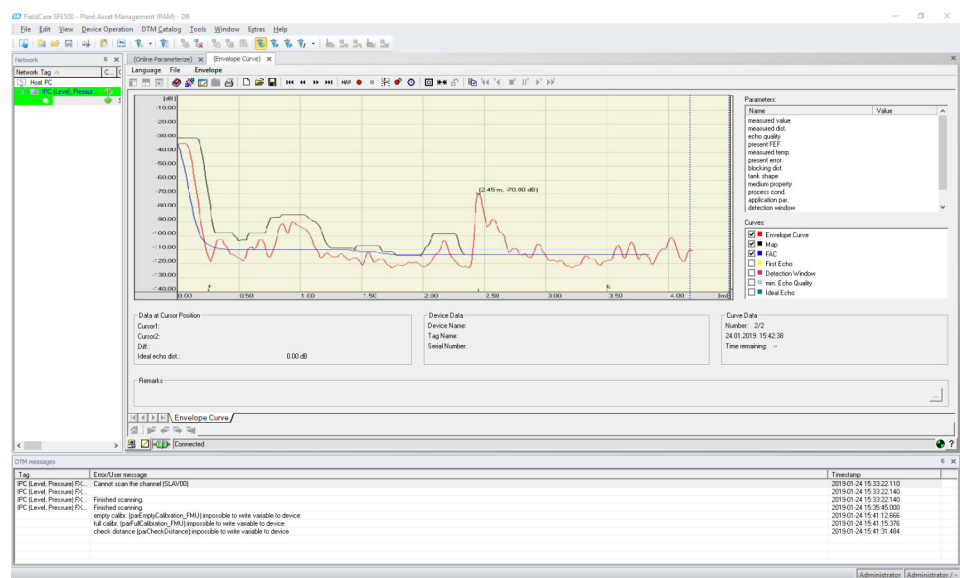 FieldCare SFE500 - Plant Asset Management (PAM) - DB
File Edit View Device Operation DTM Catalog Tools Window Extras Help
Network
(Online Parameterize) (Envelope Curve)
Language File Envelope
Network Tag C...
Host PC
IPC (Level, Pressur...
[dB]
-10.00
-20.00
-30.00
-40.00
-50.00
-60.00
-70.00
-80.00
-90.00
-100.00
-110.00
-120.00
-130.00
-140.00
(2.45 m, -70.00 dB)
0.00 0.50 1.00 1.50 2.00 2.50 3.00 3.50 4.00 [m]
Parameters:
Name Value
measured value
measured dist.
echo quality
present FEF
measured temp.
present error
blocking dist.
tank shape
medium property
process cond.
application par.
detection window
Curves:
Envelope Curve
Map
FAC
First Echo
Detection Window
min. Echo Quality
Ideal Echo
Data at Cursor Position
Cursor1:
Cursor2:
Diff.:
Ideal echo dist.: 0.00 dB
Device Data
Device Name:
Tag Name:
Serial Number:
Curve Data
Number: 2/2
24.01.2019 15:42:38
Time remaining: --
Remarks
...
Envelope Curve
Connected
DTM messages
Tag Error/User message Timestamp
IPC (Level, Pressure) FX... Cannot scan the channel (SLAV00) 2019-01-24 15:33:22.110
IPC (Level, Pressure) FX... 2019-01-24 15:33:22.140
IPC (Level, Pressure) FX... Finished scanning. 2019-01-24 15:33:22.140
IPC (Level, Pressure) FX... Finished scanning. 2019-01-24 15:35:45.000
empty calibr. (parEmptyCalibration_FMU):impossible to write variable to device 2019-01-24 15:41:12.666
full calibr. (parFullCalibration_FMU):impossible to write variable to device 2019-01-24 15:41:15.376
check distance (parCheckDistance):impossible to write variable to device 2019-01-24 15:41:31.484
Administrator Administrator / -